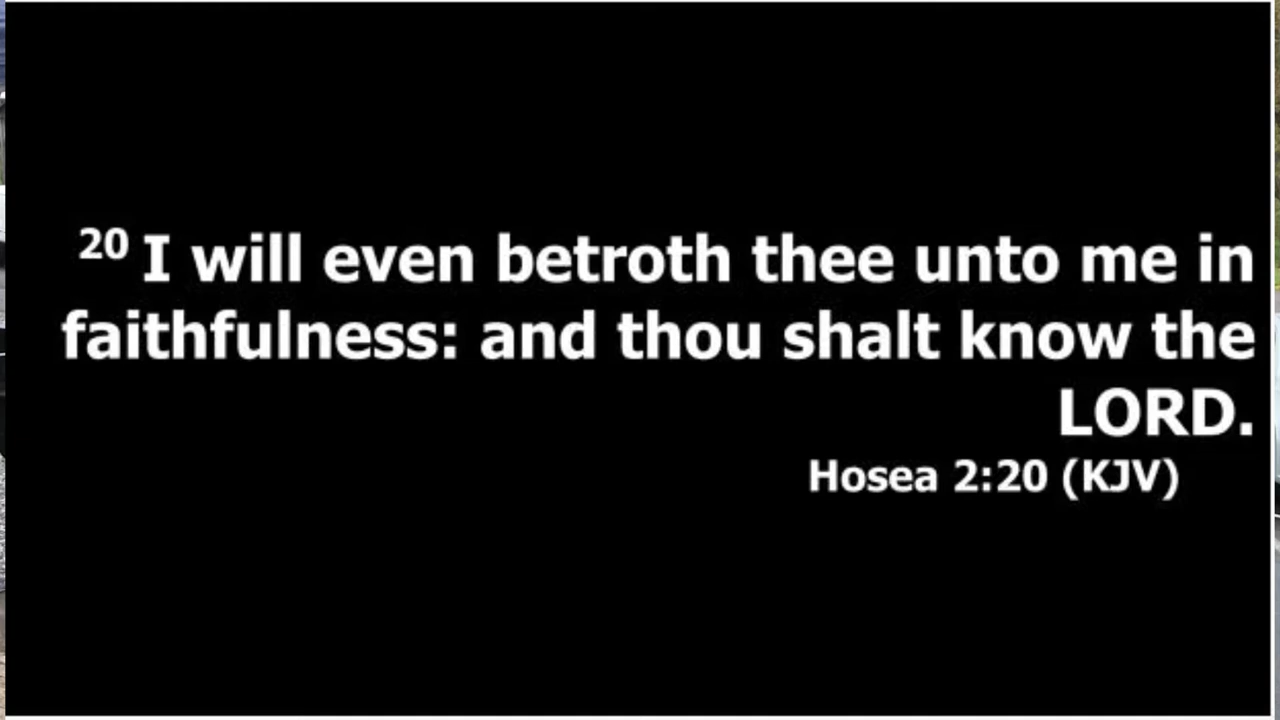 20 I will even betroth thee unto me in
faithfulness: and thou shalt know the
LORD.
Hosea 2:20 (KJV)